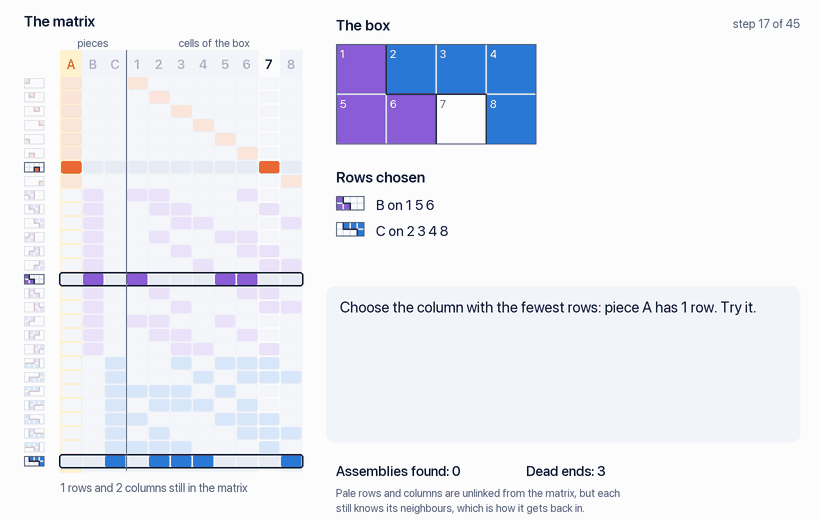 The matrix
pieces
cells of the box
A B C 1 2 3 4 5 6 7 8
1 rows and 2 columns still in the matrix
The box
step 17 of 45
1 2 3 4
5 6 7 8
Rows chosen
B on 1 5 6
C on 2 3 4 8
Choose the column with the fewest rows: piece A has 1 row. Try it.
Assemblies found: 0
Dead ends: 3
Pale rows and columns are unlinked from the matrix, but each
still knows its neighbours, which is how it gets back in.